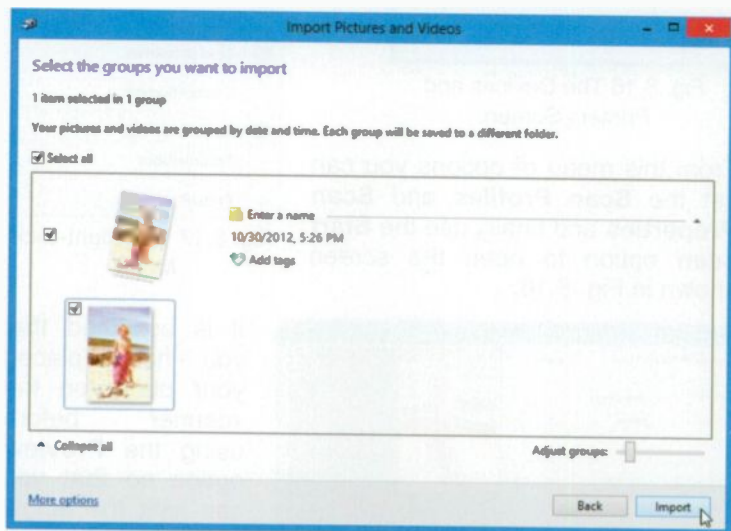 Import Pictures and Videos
Select the groups you want to import
1 item selected in 1 group
Your pictures and videos are grouped by date and time. Each group will be saved to a different folder.
Select all
Enter a name
10/30/2012, 5:26 PM
Add tags
Collapse all
Adjust groups:
More options
Back
Import